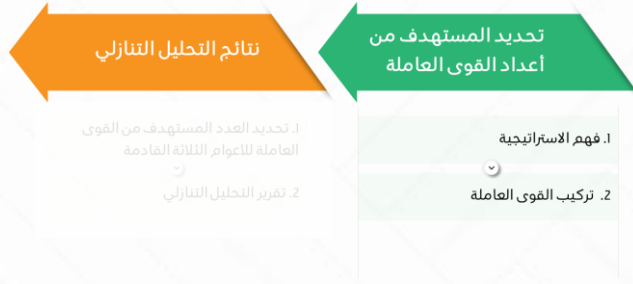 تحديد المستهدف من
أعداد القوى العاملة
1. فهم الاستراتيجية
2. تركيب القوى العاملة
نتائج التحليل التنازلي
1. تحديد العدد المستهدف من القوى
العاملة للأعوام الثلاثة القادمة
2. تقرير التحليل التنازلي